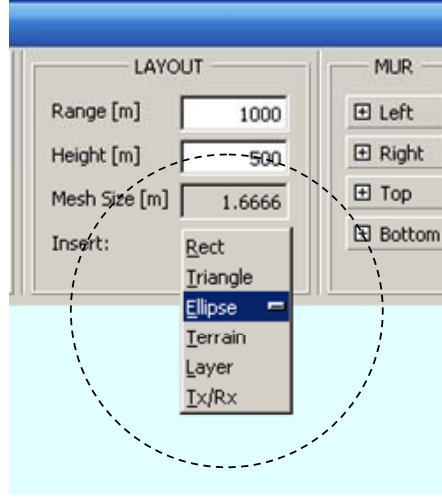 LAYOUT
Range [m] 1000
Height [m] 500
Mesh Size [m] 1.6666
Insert:
Rect
Triangle
Ellipse
Terrain
Layer
Tx/Rx
MUR
Left
Right
Top
Bottom